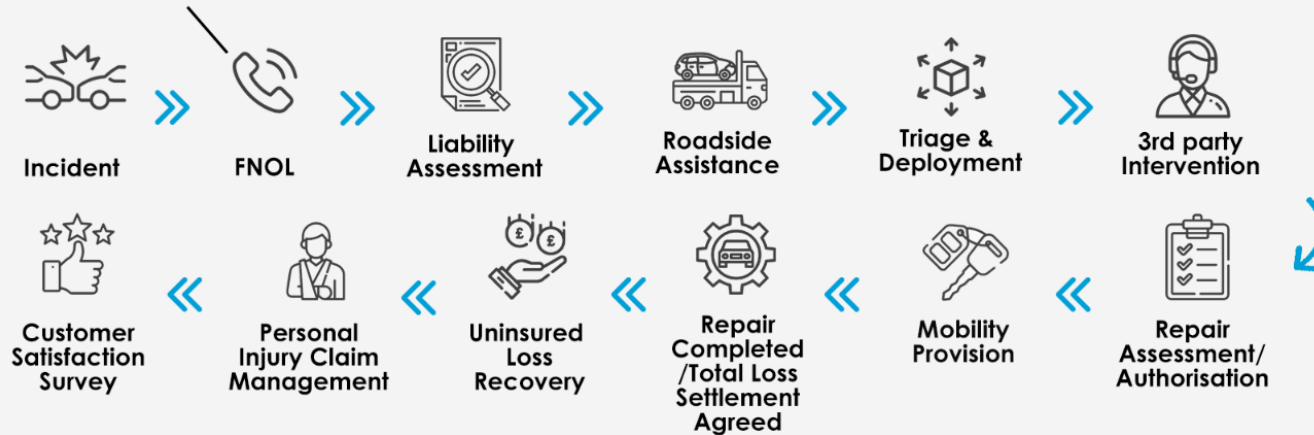 Incident
FNOL
Liability
Assessment
Roadside
Assistance
Triage &
Deployment
3rd party
Intervention
Repair
Assessment/
Authorisation
Mobility
Provision
Repair
Completed
/Total Loss
Settlement
Agreed
££
Uninsured
Loss
Recovery
Personal
Injury Claim
Management
Customer
Satisfaction
Survey